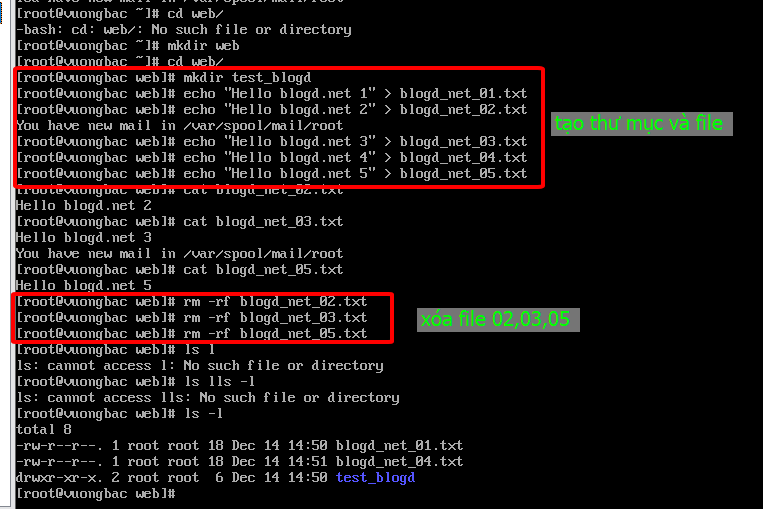 You have new mail in /var/spool/mail/root
[root@vuongbac ~]# cd web/
-bash: cd: web/: No such file or directory
[root@vuongbac ~]# mkdir web
[root@vuongbac ~]# cd web/
[root@vuongbac web]# mkdir test_blogd
[root@vuongbac web]# echo "Hello blogd.net 1" > blogd_net_01.txt
[root@vuongbac web]# echo "Hello blogd.net 2" > blogd_net_02.txt
You have new mail in /var/spool/mail/root
tạo thư mục và file
[root@vuongbac web]# echo "Hello blogd.net 3" > blogd_net_03.txt
[root@vuongbac web]# echo "Hello blogd.net 4" > blogd_net_04.txt
[root@vuongbac web]# echo "Hello blogd.net 5" > blogd_net_05.txt
[root@vuongbac web]# cat blogd_net_02.txt
Hello blogd.net 2
[root@vuongbac web]# cat blogd_net_03.txt
Hello blogd.net 3
You have new mail in /var/spool/mail/root
[root@vuongbac web]# cat blogd_net_05.txt
Hello blogd.net 5
[root@vuongbac web]# rm -rf blogd_net_02.txt
[root@vuongbac web]# rm -rf blogd_net_03.txt
xóa file 02,03,05
[root@vuongbac web]# rm -rf blogd_net_05.txt
[root@vuongbac web]# ls l
ls: cannot access l: No such file or directory
[root@vuongbac web]# ls lls -l
ls: cannot access lls: No such file or directory
[root@vuongbac web]# ls -l
total 8
-rw-r--r--. 1 root root 18 Dec 14 14:50 blogd_net_01.txt
-rw-r--r--. 1 root root 18 Dec 14 14:51 blogd_net_04.txt
drwxr-xr-x. 2 root root  6 Dec 14 14:50 test_blogd
[root@vuongbac web]#